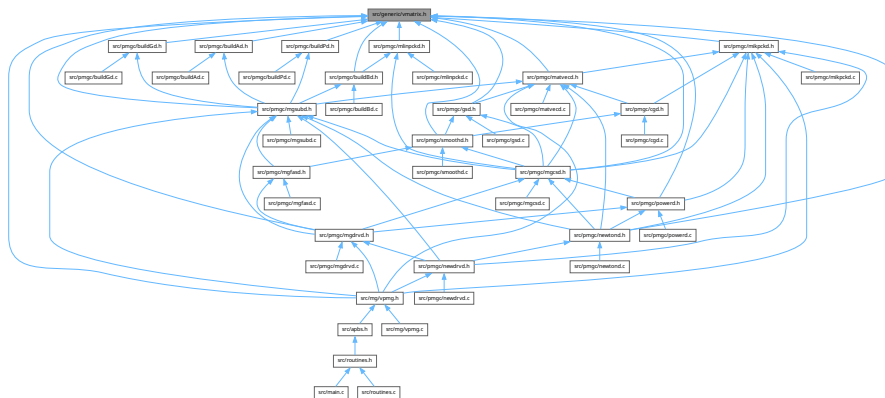 src/generic/vmatrix.h
src/pmgc/buildGd.h
src/pmgc/buildAd.h
src/pmgc/buildPd.h
src/pmgc/mlinpckd.h
src/pmgc/mikpckd.h
src/pmgc/buildGd.c
src/pmgc/buildAd.c
src/pmgc/buildPd.c
src/pmgc/buildBd.h
src/pmgc/mlinpckd.c
src/pmgc/matvecd.h
src/pmgc/mikpckd.c
src/pmgc/mgsubd.h
src/pmgc/buildBd.c
src/pmgc/gsd.h
src/pmgc/matvecd.c
src/pmgc/cgd.h
src/pmgc/mgsubd.c
src/pmgc/smoothd.h
src/pmgc/gsd.c
src/pmgc/cgd.c
src/pmgc/mgfasd.h
src/pmgc/smoothd.c
src/pmgc/mgcsd.h
src/pmgc/mgfasd.c
src/pmgc/mgcsd.c
src/pmgc/powerd.h
src/pmgc/mgdrvd.h
src/pmgc/newtond.h
src/pmgc/powerd.c
src/pmgc/mgdrvd.c
src/pmgc/newdrvd.h
src/pmgc/newtond.c
src/mg/vpmg.h
src/pmgc/newdrvd.c
src/apbs.h
src/mg/vpmg.c
src/routines.h
src/main.c
src/routines.c